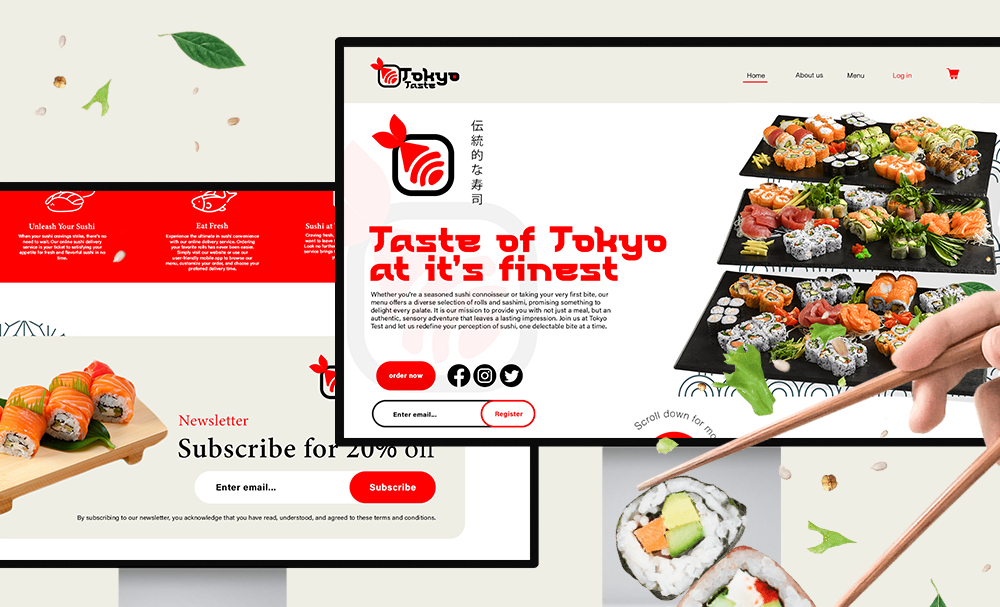 Tokyo
Taste
Home
About us
Menu
Log in
伝統的な寿司
Taste of Tokyo
at it's finest
Whether you're a seasoned sushi connoisseur or taking your very first bite, our
menu offers a diverse selection of rolls and sashimi, promising something to
delight every palate. It is our mission to provide you with not just a meal, but an
authentic, sensory adventure that leaves a lasting impression. Join us at Tokyo
Test and let us redefine your perception of sushi, one delectable bite at a time.
order now
Enter email...
Register
Scroll down for mo
Unleash Your Sushi
When your sushi cravings strike, there's no
need to wait. Our online sushi delivery
service is your ticket to satisfying your
appetite for fresh and flavorful sushi in no
time.
Eat Fresh
Experience the ultimate in sushi convenience
with our online delivery service. Ordering
your favorite rolls has never been easier.
Simply visit our website or use our
user-friendly mobile app to browse our
menu, customize your order, and choose your
preferred delivery time.
Sushi at
Craving fresh,
want to leave
Look no further
service brings
Newsletter
Subscribe for 20% off
Enter email...
Subscribe
By subscribing to our newsletter, you acknowledge that you have read, understood, and agreed to these terms and conditions.